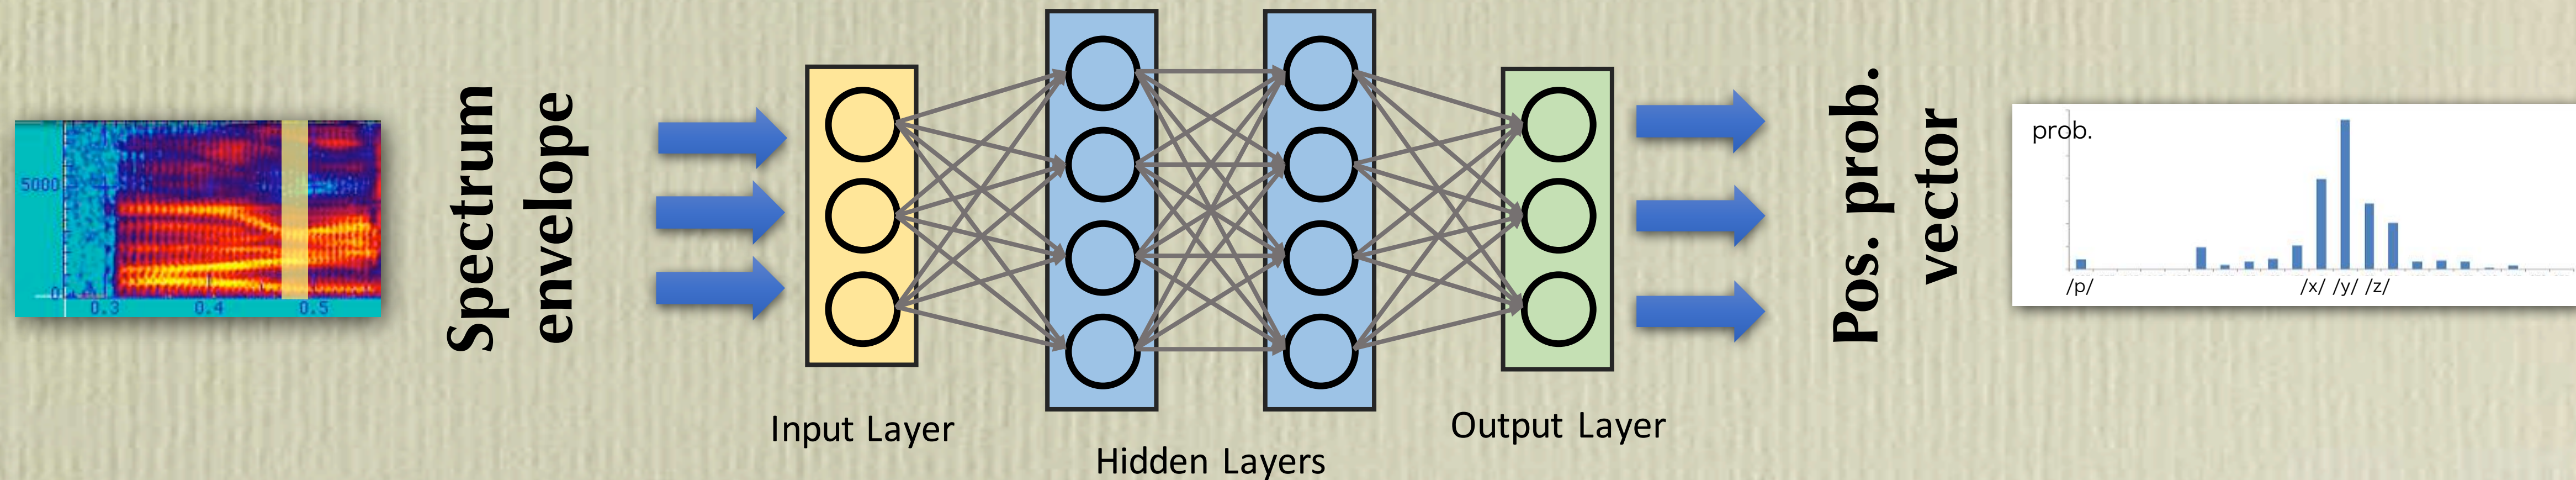 5000
0
0.3
0.4
0.5
Spectrum
envelope
Input Layer
Hidden Layers
Output Layer
Pos. prob.
vector
prob.
/p/
/x/ /y/ /z/